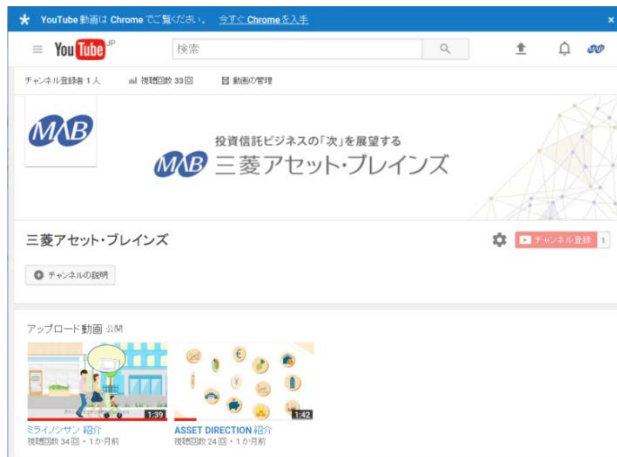 YouTube 動画は Chrome でご覧ください。 今すぐ Chrome を入手 ×
You Tube JP
検索
チャンネル登録者 1 人 視聴回数 33 回 動画の管理
MAB
投資信託ビジネスの「次」を展望する
MAB 三菱アセット・ブレインズ
三菱アセット・ブレインズ
チャンネル登録 1
チャンネルの説明
アップロード動画 公開
1:39
1:42
ミライノシサン 紹介
視聴回数 34 回・1 か月前
ASSET DIRECTION 紹介
視聴回数 24 回・1 か月前